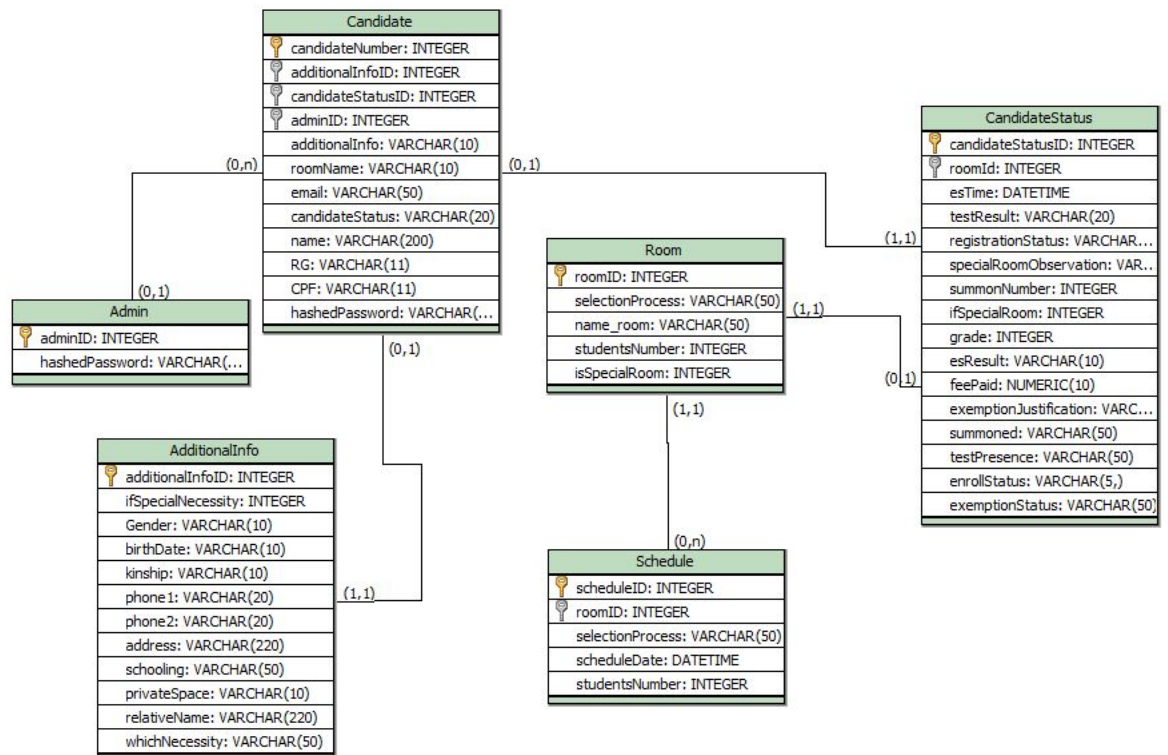 Candidate
candidateNumber: INTEGER
additionalInfoID: INTEGER
candidateStatusID: INTEGER
adminID: INTEGER
additionalInfo: VARCHAR(10)
roomName: VARCHAR(10)
email: VARCHAR(50)
candidateStatus: VARCHAR(20)
name: VARCHAR(200)
RG: VARCHAR(11)
CPF: VARCHAR(11)
hashedPassword: VARCHAR(...
(0,n)
(0,1)
(0,1)
(0,1)
Admin
adminID: INTEGER
hashedPassword: VARCHAR(...
AdditionalInfo
additionalInfoID: INTEGER
ifSpecialNecessity: INTEGER
Gender: VARCHAR(10)
birthDate: VARCHAR(10)
kinship: VARCHAR(10)
phone1: VARCHAR(20)
phone2: VARCHAR(20)
address: VARCHAR(220)
schooling: VARCHAR(50)
privateSpace: VARCHAR(10)
relativeName: VARCHAR(220)
whichNecessity: VARCHAR(50)
(1,1)
Room
roomID: INTEGER
selectionProcess: VARCHAR(50)
name_room: VARCHAR(50)
studentsNumber: INTEGER
isSpecialRoom: INTEGER
(1,1)
(1,1)
(0,n)
Schedule
scheduleID: INTEGER
roomID: INTEGER
selectionProcess: VARCHAR(50)
scheduleDate: DATETIME
studentsNumber: INTEGER
(1,1)
(0,1)
CandidateStatus
candidateStatusID: INTEGER
roomId: INTEGER
esTime: DATETIME
testResult: VARCHAR(20)
registrationStatus: VARCHAR...
specialRoomObservation: VAR...
summonNumber: INTEGER
ifSpecialRoom: INTEGER
grade: INTEGER
esResult: VARCHAR(10)
feePaid: NUMERIC(10)
exemptionJustification: VARC...
summoned: VARCHAR(50)
testPresence: VARCHAR(50)
enrollStatus: VARCHAR(5,)
exemptionStatus: VARCHAR(50)